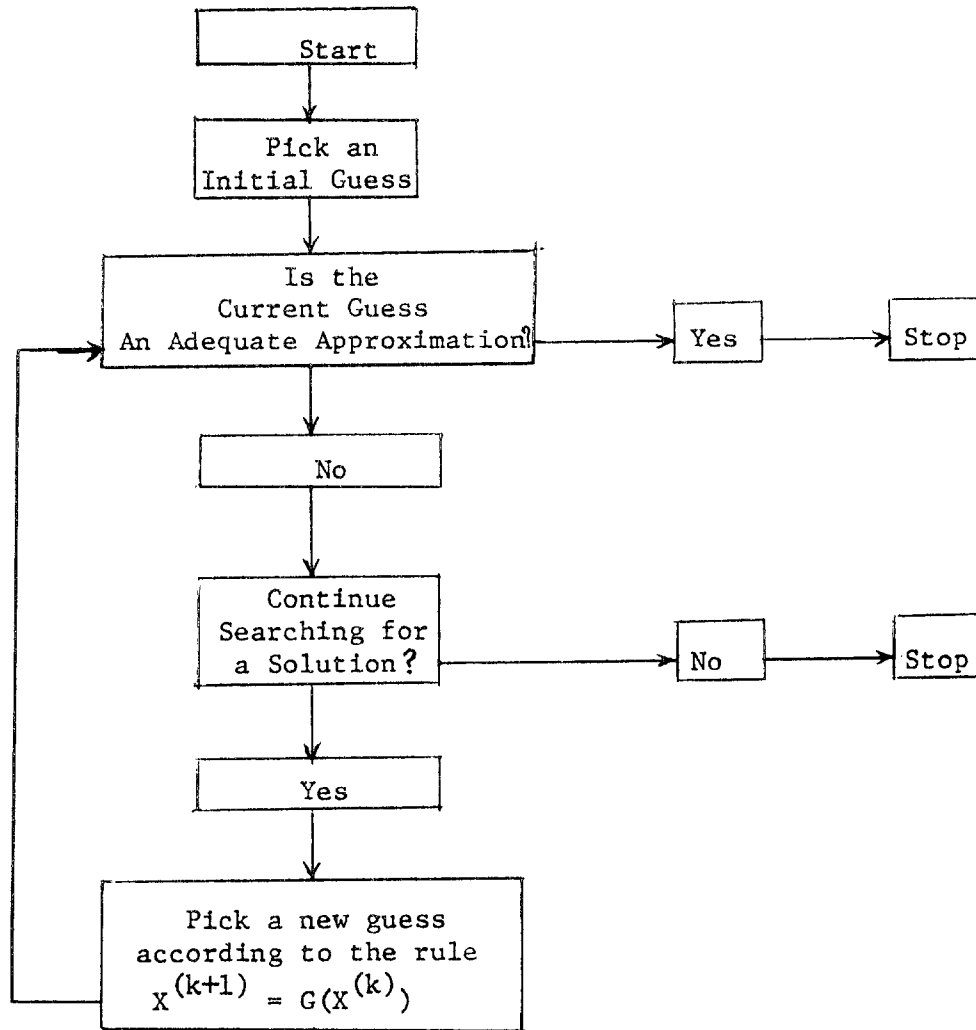 Start
Pick an
Initial Guess
Is the
Current Guess
An Adequate Approximation?
Yes
Stop
No
Continue
Searching for
a Solution?
No
Stop
Yes
Pick a new guess
according to the rule
X^(k+1) = G(X^(k))